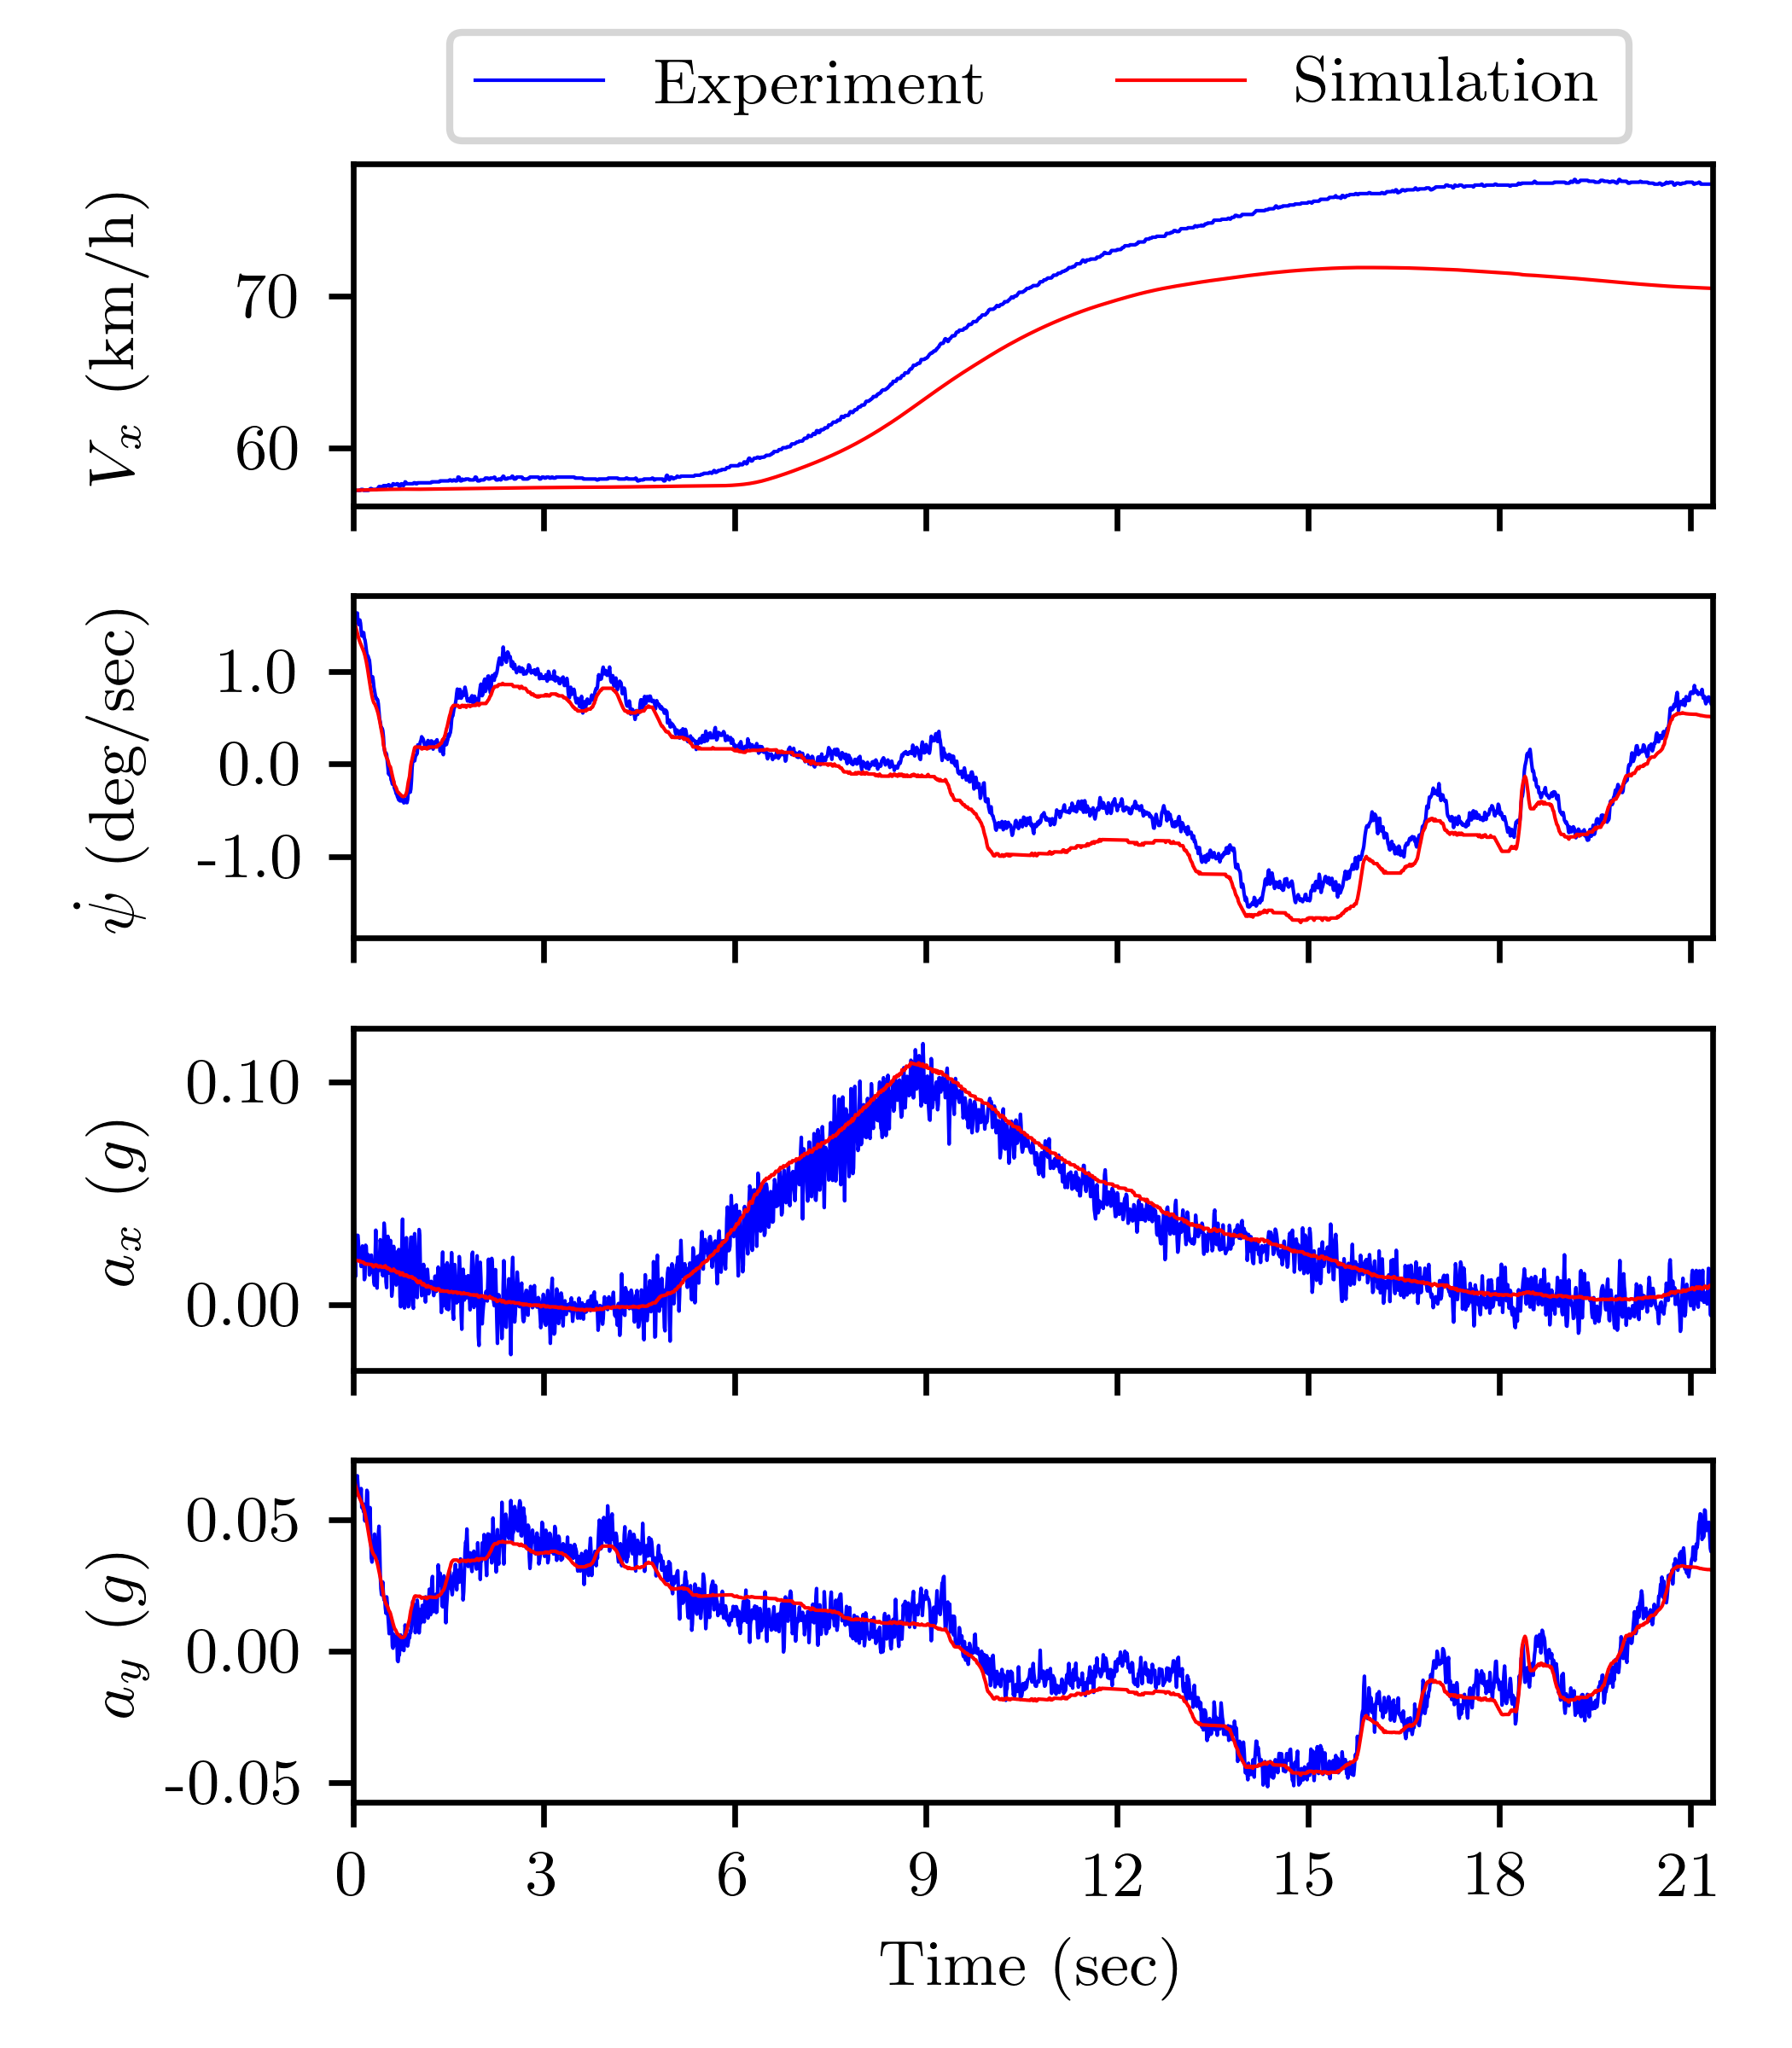 Experiment Simulation
V_x (km/h)
70
60
ψ̇ (deg/sec)
1.0
0.0
-1.0
a_x (g)
0.10
0.00
a_y (g)
0.05
0.00
-0.05
0 3 6 9 12 15 18 21
Time (sec)